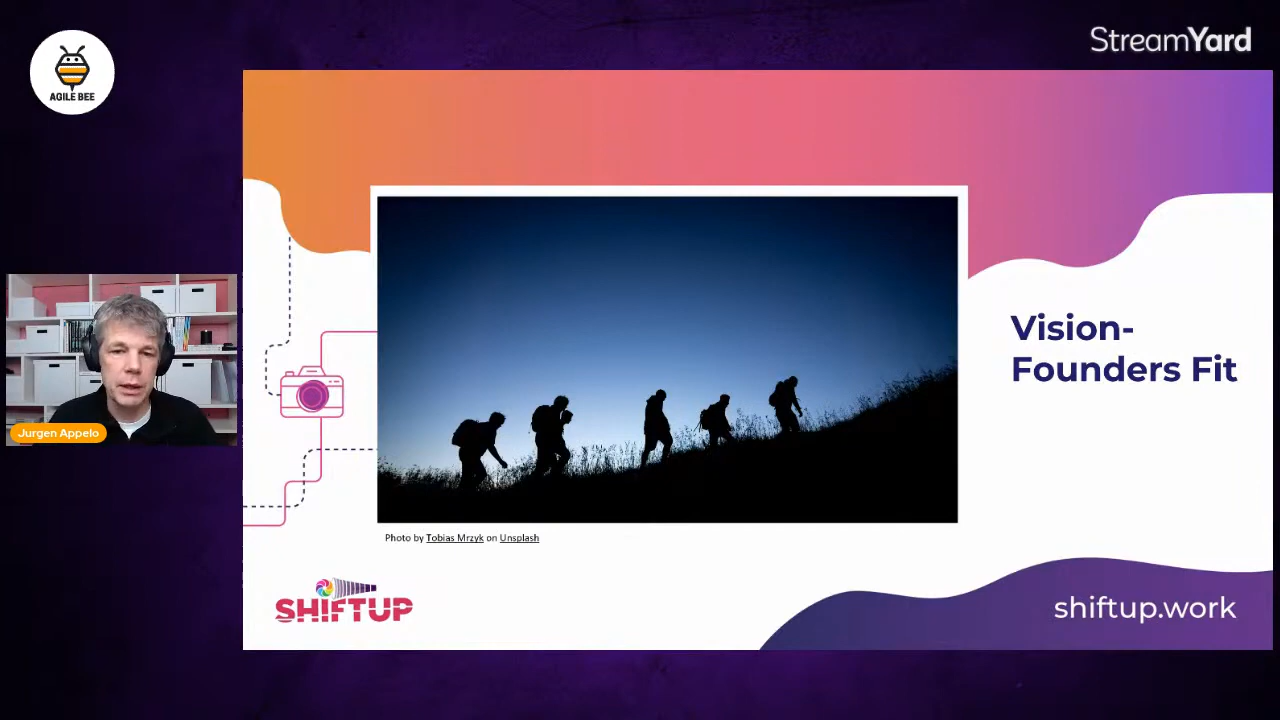 AGILE BEE
StreamYard
Vision-
Founders Fit
Jurgen Appelo
Photo by Tobias Mrzyk on Unsplash
SHIFTUP
shiftup.work